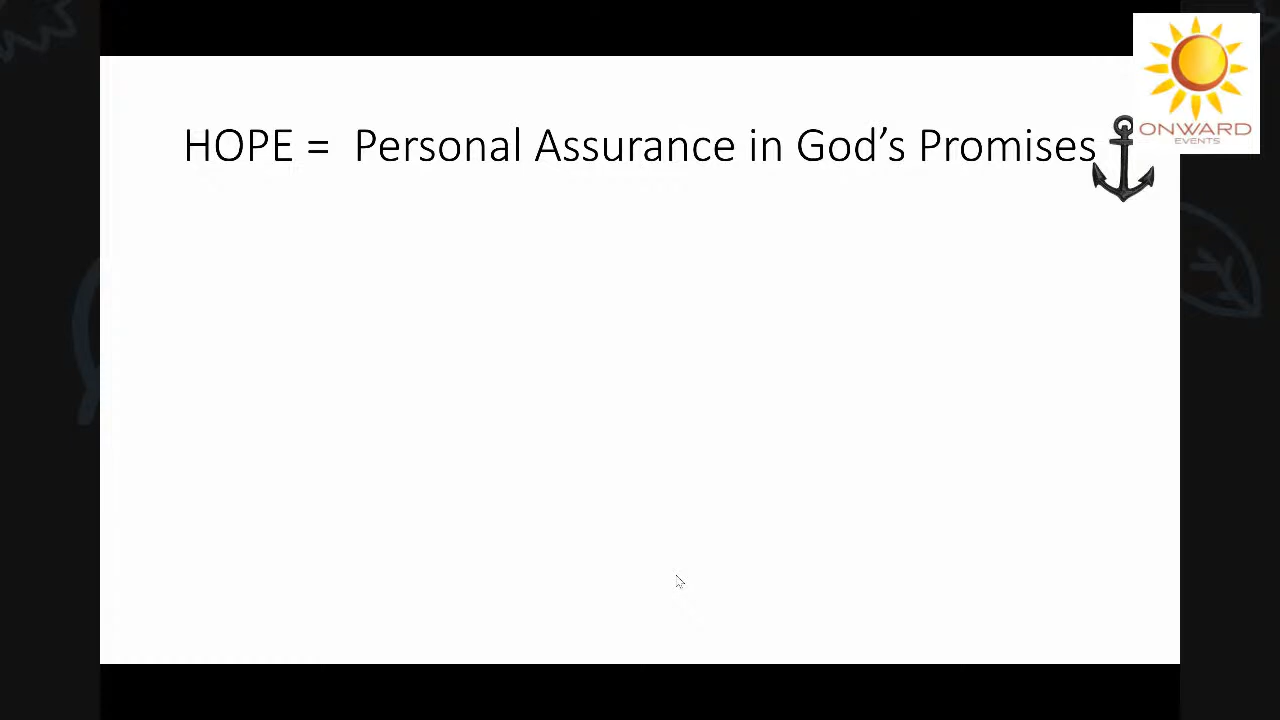 HOPE = Personal Assurance in God’s Promises
ONWARD
EVENTS